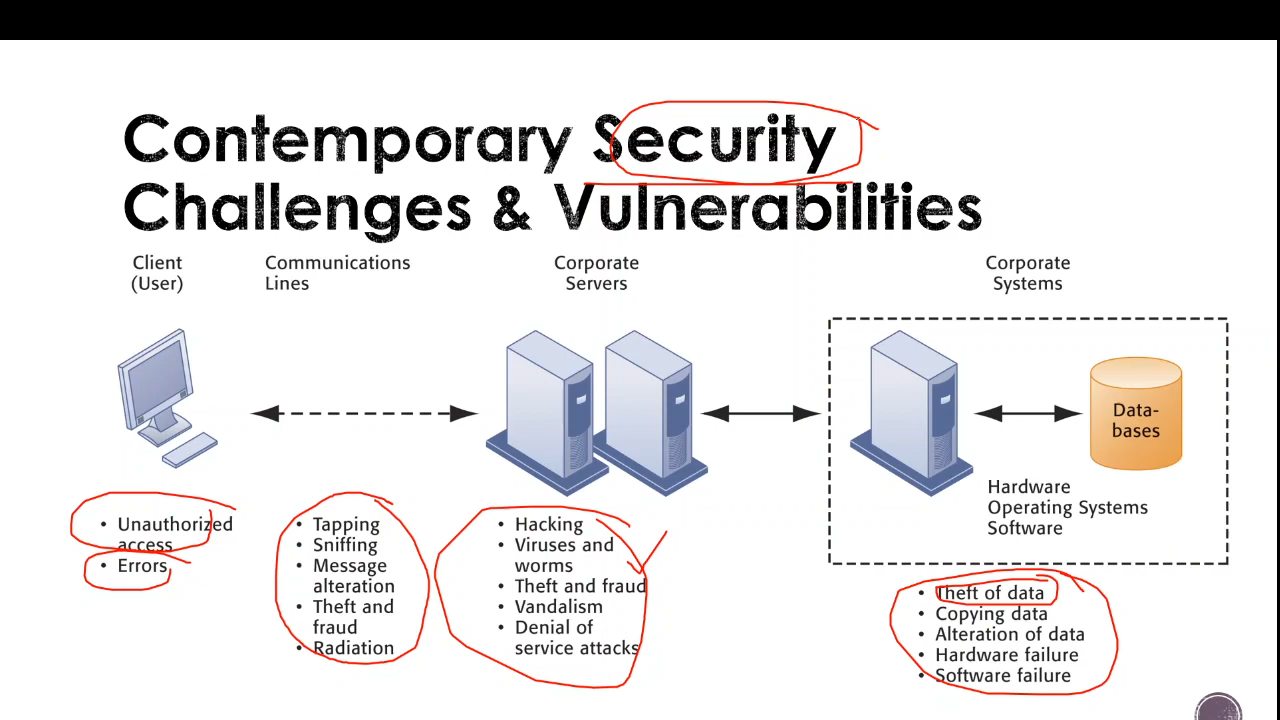 Contemporary Security
Challenges & Vulnerabilities
Client
(User)
Communications
Lines
Corporate
Servers
Corporate
Systems
Data-
bases
Hardware
Operating Systems
Software
• Unauthorized
access
• Errors
• Tapping
• Sniffing
• Message
alteration
• Theft and
fraud
• Radiation
• Hacking
• Viruses and
worms
• Theft and fraud
• Vandalism
• Denial of
service attacks
• Theft of data
• Copying data
• Alteration of data
• Hardware failure
• Software failure